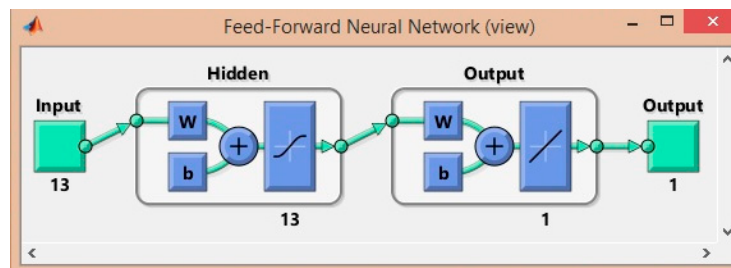 Feed-Forward Neural Network (view)
Hidden
Output
Input
Output
W
b
W
b
13
13
1
1